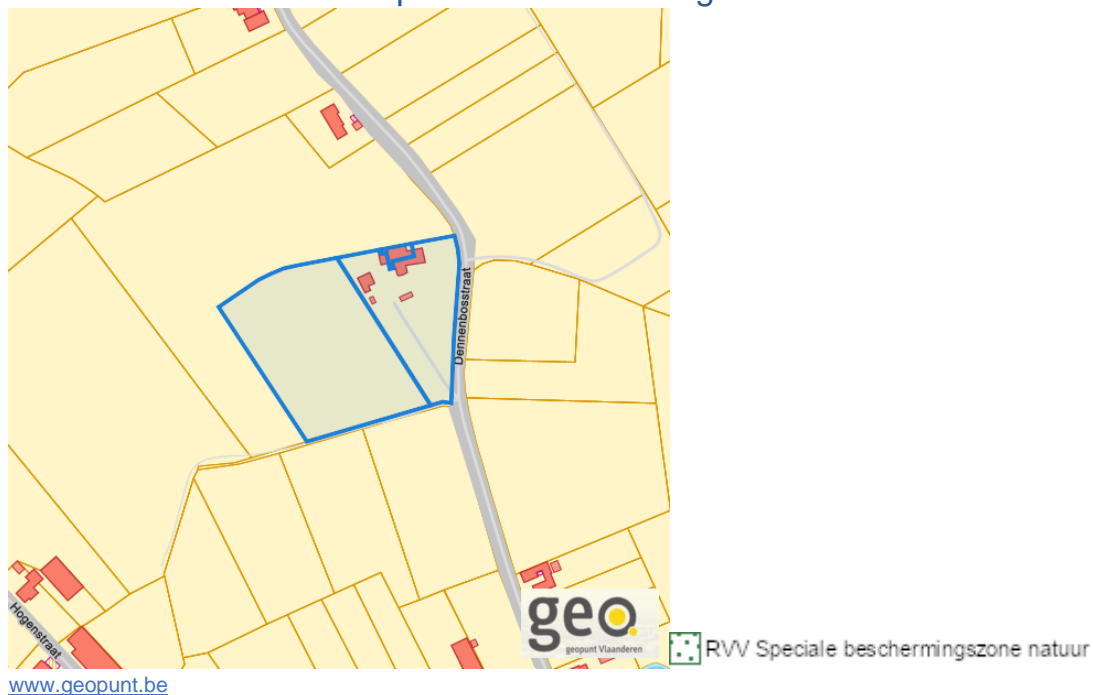 Dennenbosstraat
Hogenstraat
geo.
geopunt Vlaanderen
RVV Speciale beschermingszone natuur
www.geopunt.be